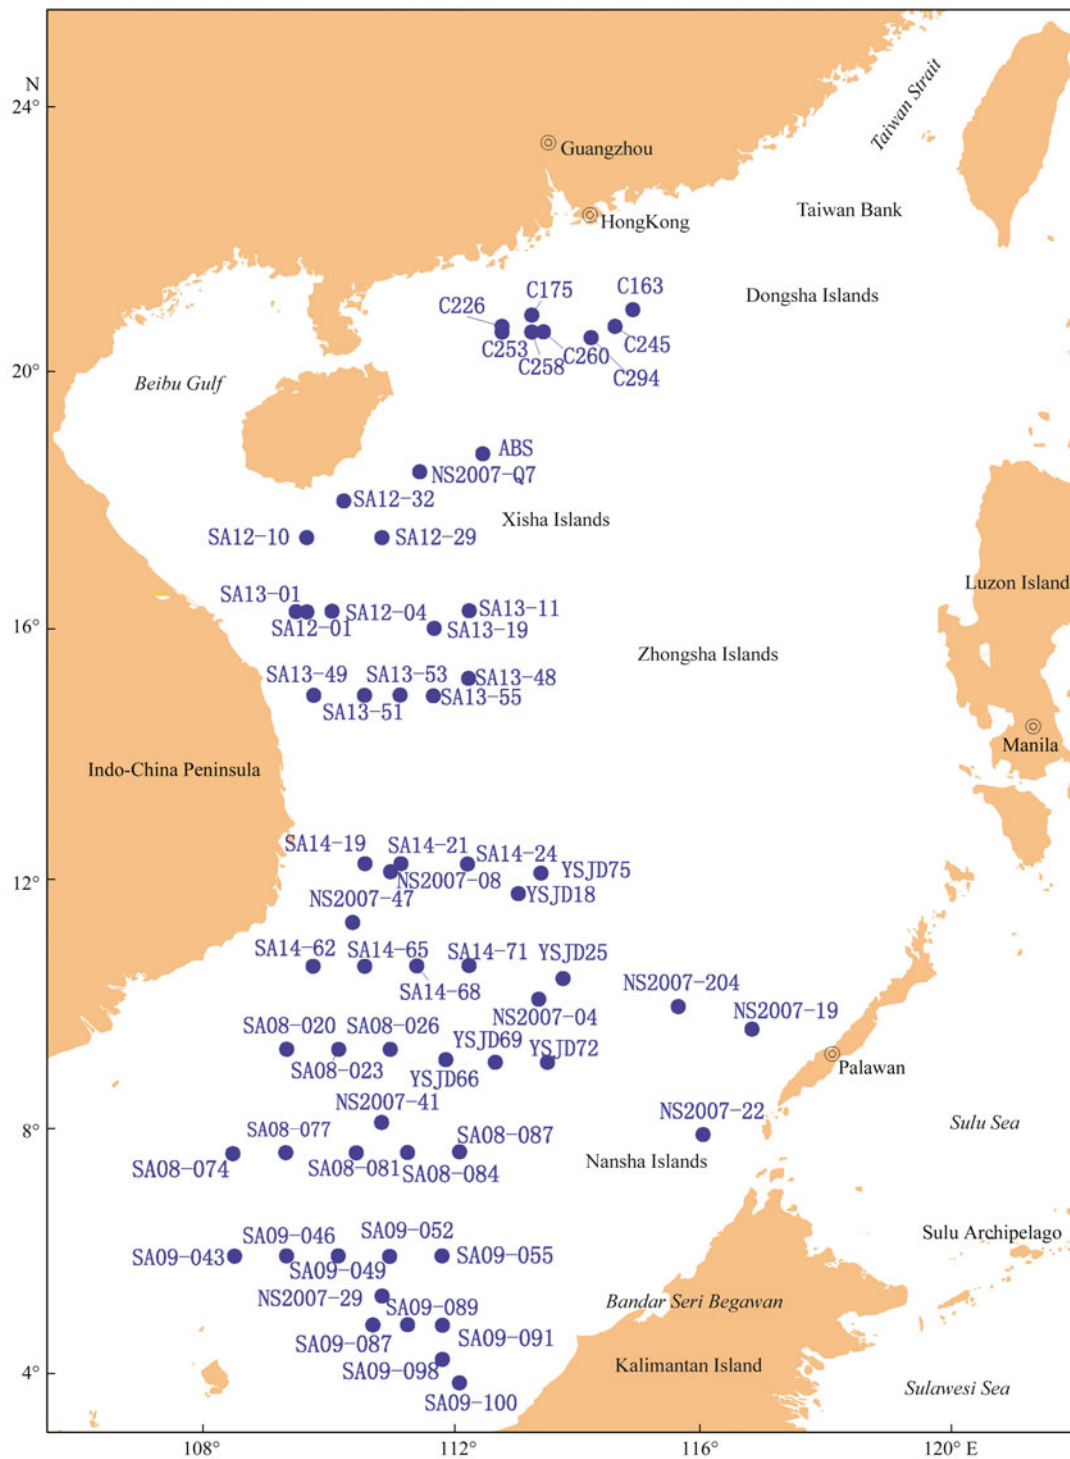 N
24°
Taiwan Strait
Guangzhou
HongKong
Taiwan Bank
Dongsha Islands
C163
C175
C226
C245
C253
C258
C260
C294
20°
Beibu Gulf
ABS
NS2007-Q7
SA12-32
Xisha Islands
SA12-10
SA12-29
Luzon Island
SA13-01
SA12-04
SA13-11
SA12-01
SA13-19
16°
Zhongsha Islands
SA13-49
SA13-53
SA13-48
SA13-51
SA13-55
Manila
Indo-China Peninsula
SA14-19
SA14-21
SA14-24
YSJD75
NS2007-08
12°
NS2007-47
YSJD18
SA14-62
SA14-65
SA14-71
YSJD25
SA14-68
NS2007-204
NS2007-04
NS2007-19
SA08-020
SA08-026
YSJD69
YSJD72
SA08-023
YSJD66
Palawan
NS2007-41
NS2007-22
8°
Sulu Sea
SA08-077
SA08-087
SA08-074
SA08-081
SA08-084
Nansha Islands
SA09-046
SA09-052
Sulu Archipelago
SA09-043
SA09-049
SA09-055
NS2007-29
SA09-089
Bandar Seri Begawan
SA09-087
SA09-091
SA09-098
Kalimantan Island
4°
SA09-100
Sulawesi Sea
108°
112°
116°
120° E